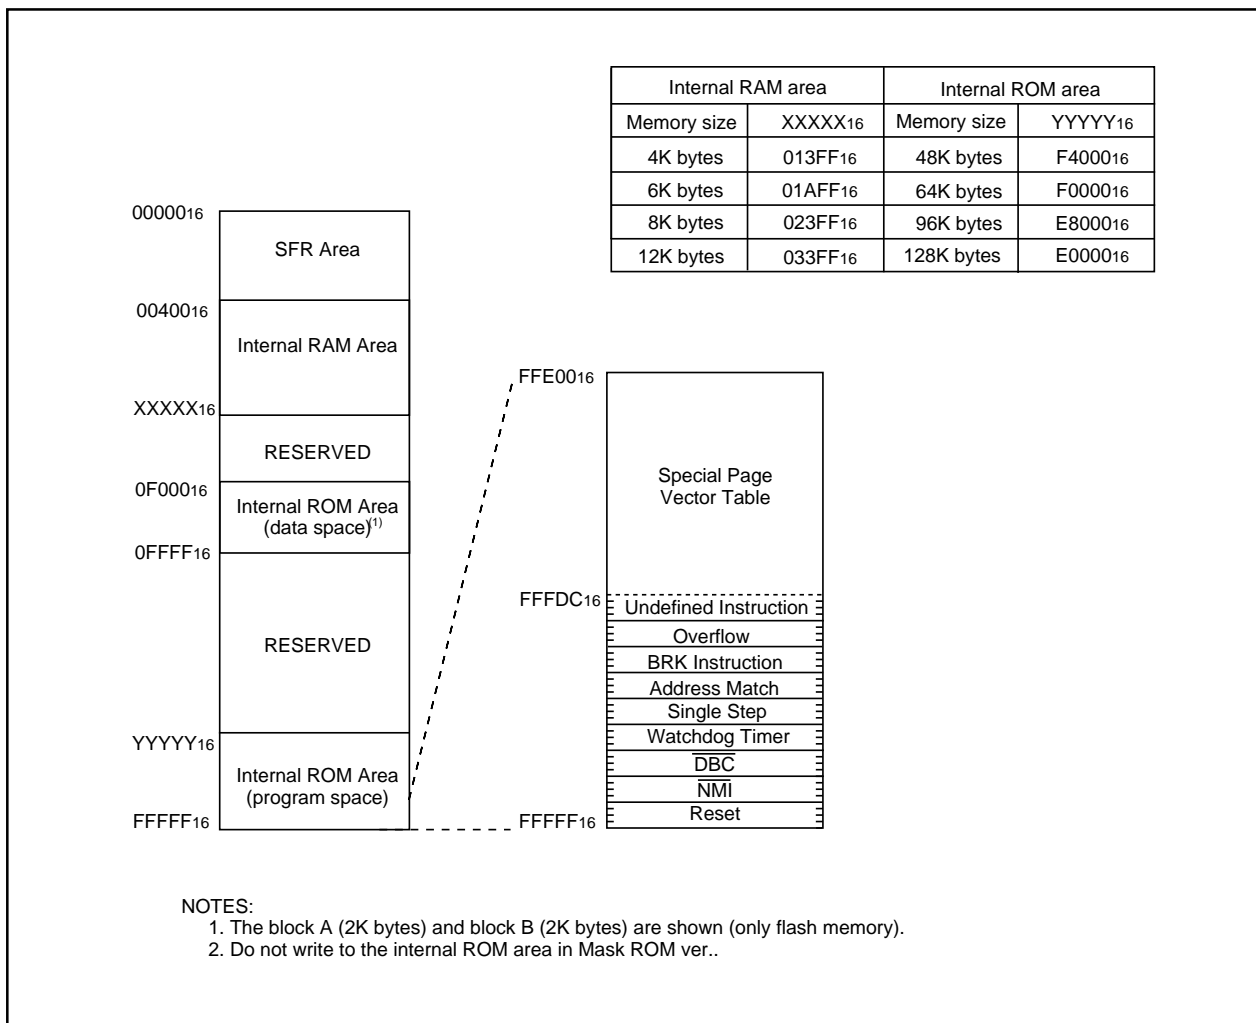 Internal RAM area Internal ROM area
Memory size XXXXX16 Memory size YYYYY16
4K bytes 013FF16 48K bytes F400016
6K bytes 01AFF16 64K bytes F000016
8K bytes 023FF16 96K bytes E800016
12K bytes 033FF16 128K bytes E000016
0000016
SFR Area
0040016
Internal RAM Area
XXXXX16
RESERVED
0F00016
Internal ROM Area
(data space)(1)
0FFFF16
RESERVED
YYYYY16
Internal ROM Area
(program space)
FFFFF16
FFE0016
Special Page
Vector Table
FFFDC16
Undefined Instruction
Overflow
BRK Instruction
Address Match
Single Step
Watchdog Timer
DBC
NMI
Reset
FFFFF16
NOTES:
1. The block A (2K bytes) and block B (2K bytes) are shown (only flash memory).
2. Do not write to the internal ROM area in Mask ROM ver..